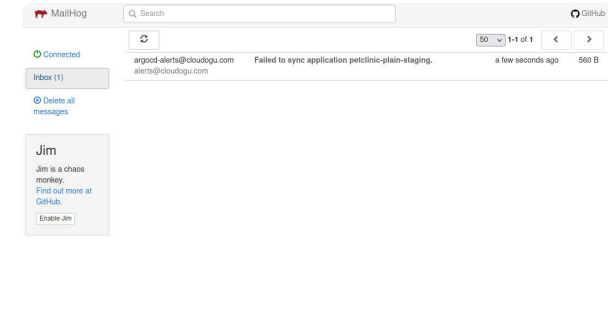 MailHog
Search
GitHub
50 1-1 of 1
Connected
argocd-alerts@cloudogu.com Failed to sync application petclinic-plain-staging. a few seconds ago 560 B
alerts@cloudogu.com
Inbox (1)
Delete all
messages
Jim
Jim is a chaos
monkey.
Find out more at
GitHub.
Enable Jim